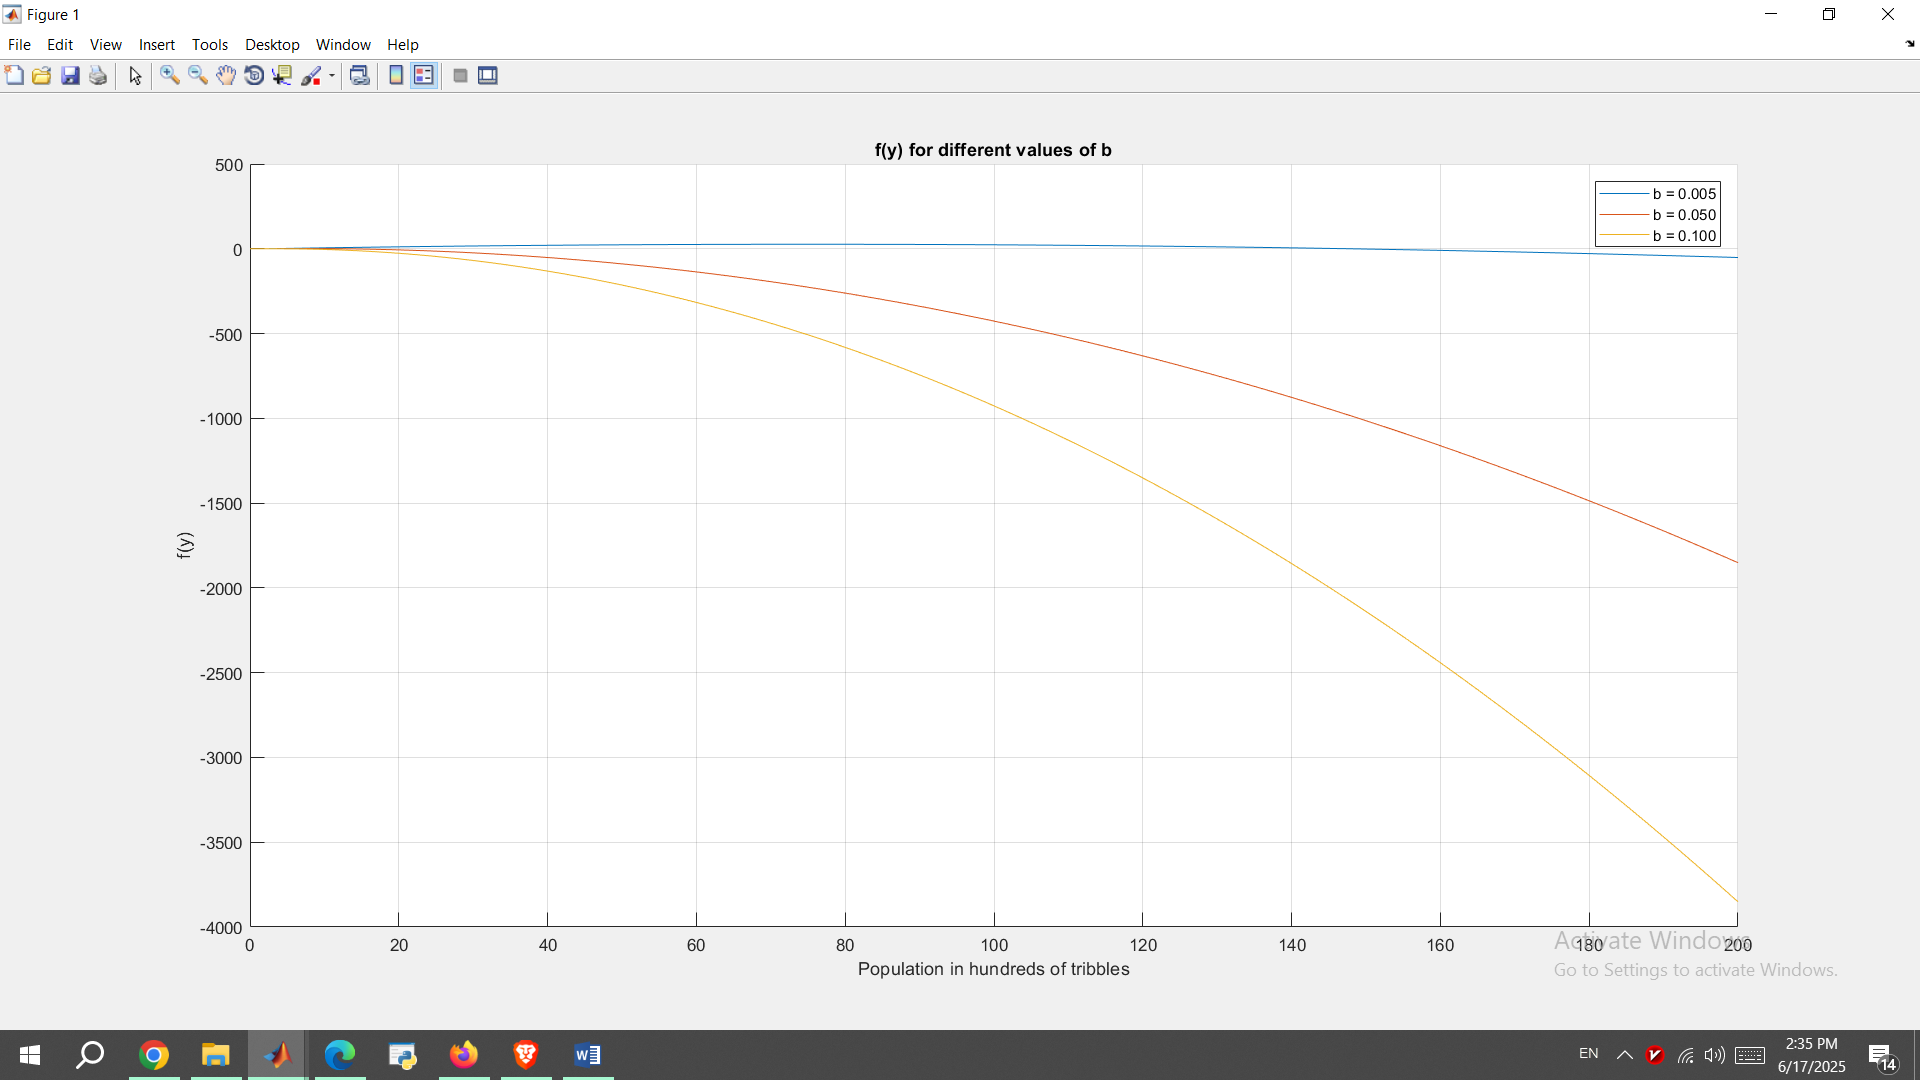 Figure 1
File Edit View Insert Tools Desktop Window Help
f(y) for different values of b
500
0
-500
-1000
-1500
-2000
-2500
-3000
-3500
-4000
f(y)
b = 0.005
b = 0.050
b = 0.100
0 20 40 60 80 100 120 140 160 180 200
Population in hundreds of tribbles
Activate Windows
Go to Settings to activate Windows.
EN
2:35 PM
6/17/2025
14